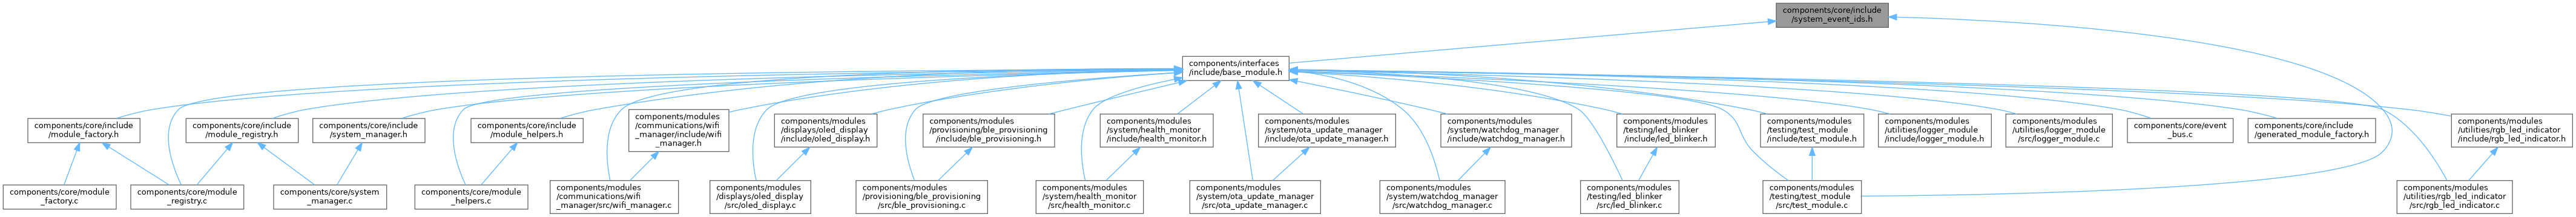 components/core/include
/system_event_ids.h
components/interfaces
/include/base_module.h
components/core/include
/module_factory.h
components/core/include
/module_registry.h
components/core/include
/system_manager.h
components/core/include
/module_helpers.h
components/modules
/communications/wifi
_manager/include/wifi
_manager.h
components/modules
/displays/oled_display
/include/oled_display.h
components/modules
/provisioning/ble_provisioning
/include/ble_provisioning.h
components/modules
/system/health_monitor
/include/health_monitor.h
components/modules
/system/ota_update_manager
/include/ota_update_manager.h
components/modules
/system/watchdog_manager
/include/watchdog_manager.h
components/modules
/testing/led_blinker
/include/led_blinker.h
components/modules
/testing/test_module
/include/test_module.h
components/modules
/utilities/logger_module
/include/logger_module.h
components/modules
/utilities/logger_module
/src/logger_module.c
components/core/event
_bus.c
components/core/include
/generated_module_factory.h
components/modules
/utilities/rgb_led_indicator
/include/rgb_led_indicator.h
components/core/module
_factory.c
components/core/module
_registry.c
components/core/system
_manager.c
components/core/module
_helpers.c
components/modules
/communications/wifi
_manager/src/wifi_manager.c
components/modules
/displays/oled_display
/src/oled_display.c
components/modules
/provisioning/ble_provisioning
/src/ble_provisioning.c
components/modules
/system/health_monitor
/src/health_monitor.c
components/modules
/system/ota_update_manager
/src/ota_update_manager.c
components/modules
/system/watchdog_manager
/src/watchdog_manager.c
components/modules
/testing/led_blinker
/src/led_blinker.c
components/modules
/testing/test_module
/src/test_module.c
components/modules
/utilities/rgb_led_indicator
/src/rgb_led_indicator.c